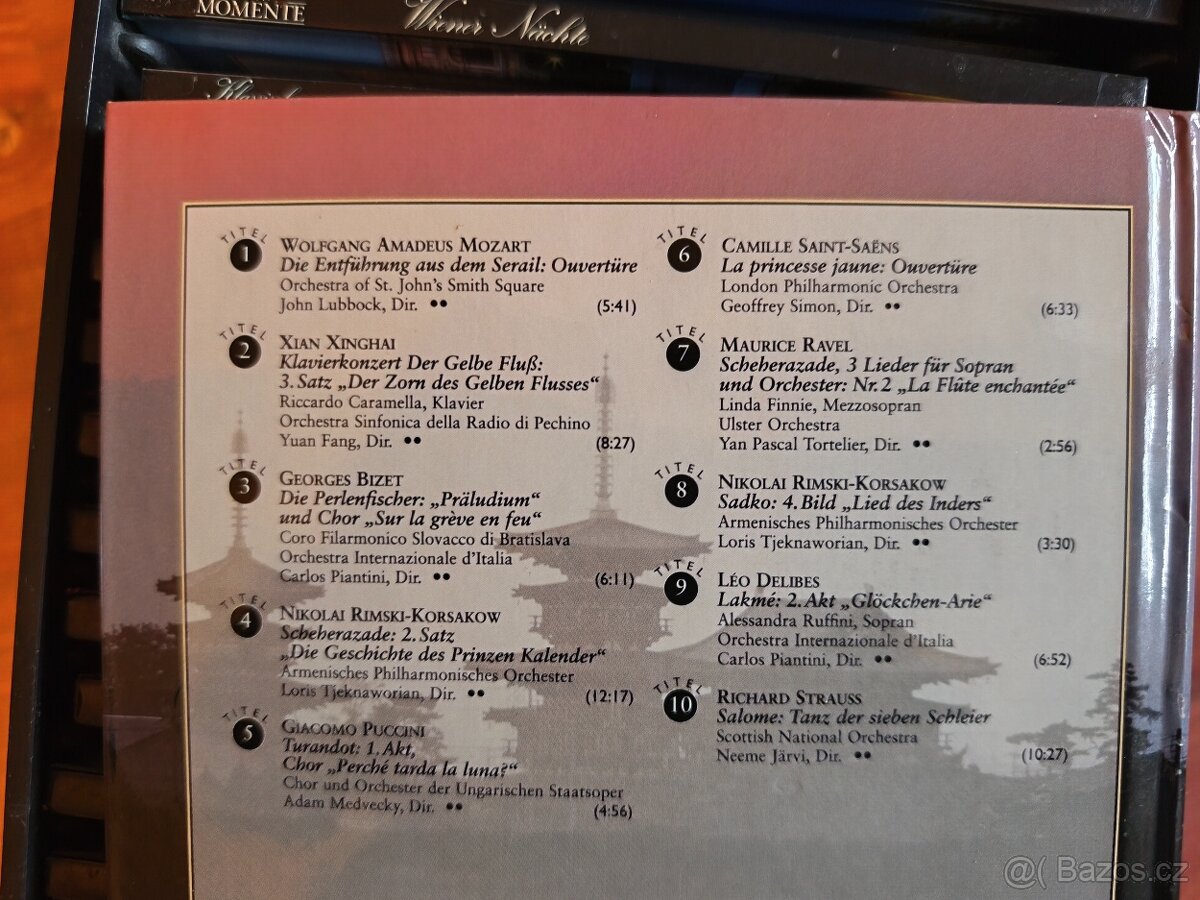 MOMENTE
Wiener Nächte
TITEL
1
WOLFGANG AMADEUS MOZART
Die Entführung aus dem Serail: Ouvertüre
Orchestra of St. John's Smith Square
John Lubbock, Dir. •• (5:41)
TITEL
2
XIAN XINGHAI
Klavierkonzert Der Gelbe Fluß:
3. Satz „Der Zorn des Gelben Flusses“
Riccardo Caramella, Klavier
Orchestra Sinfonica della Radio di Pechino
Yuan Fang, Dir. •• (8:27)
TITEL
3
GEORGES BIZET
Die Perlenfischer: „Präludium“
und Chor „Sur la grève en feu“
Coro Filarmonico Slovacco di Bratislava
Orchestra Internazionale d'Italia
Carlos Piantini, Dir. •• (6:11)
TITEL
4
NIKOLAI RIMSKI-KORSAKOW
Scheherazade: 2. Satz
„Die Geschichte des Prinzen Kalender“
Armenisches Philharmonisches Orchester
Loris Tjeknaworian, Dir. •• (12:17)
TITEL
5
GIACOMO PUCCINI
Turandot: 1. Akt,
Chor „Perché tarda la luna?“
Chor und Orchester der Ungarischen Staatsoper
Adam Medvecky, Dir. •• (4:56)
TITEL
6
CAMILLE SAINT-SAËNS
La princesse jaune: Ouvertüre
London Philharmonic Orchestra
Geoffrey Simon, Dir. •• (6:33)
TITEL
7
MAURICE RAVEL
Scheherazade, 3 Lieder für Sopran
und Orchester: Nr. 2 „La Flûte enchantée“
Linda Finnie, Mezzosopran
Ulster Orchestra
Yan Pascal Tortelier, Dir. •• (2:56)
TITEL
8
NIKOLAI RIMSKI-KORSAKOW
Sadko: 4. Bild „Lied des Inders“
Armenisches Philharmonisches Orchester
Loris Tjeknaworian, Dir. •• (3:30)
TITEL
9
LÉO DELIBES
Lakmé: 2. Akt „Glöckchen-Arie“
Alessandra Ruffini, Sopran
Orchestra Internazionale d'Italia
Carlos Piantini, Dir. •• (6:52)
TITEL
10
RICHARD STRAUSS
Salome: Tanz der sieben Schleier
Scottish National Orchestra
Neeme Järvi, Dir. •• (10:27)
@( Bazos.cz